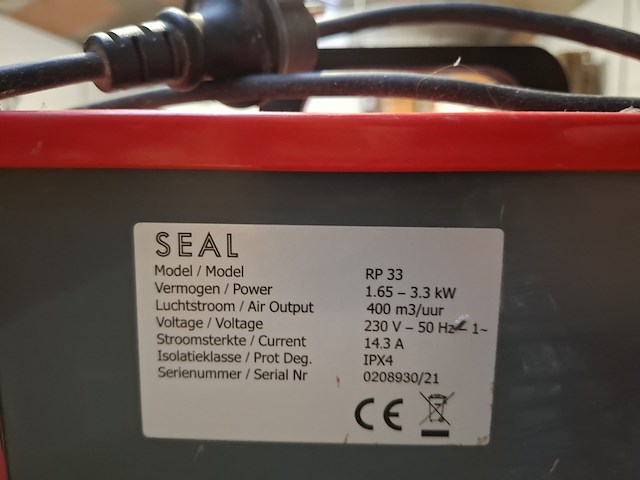 SEAL
Model / Model RP 33
Vermogen / Power 1.65 – 3.3 kW
Luchtstroom / Air Output 400 m3/uur
Voltage / Voltage 230 V – 50 Hz – 1~
Stroomsterkte / Current 14.3 A
Isolatieklasse / Prot Deg. IPX4
Serienummer / Serial Nr 0208930/21
CE